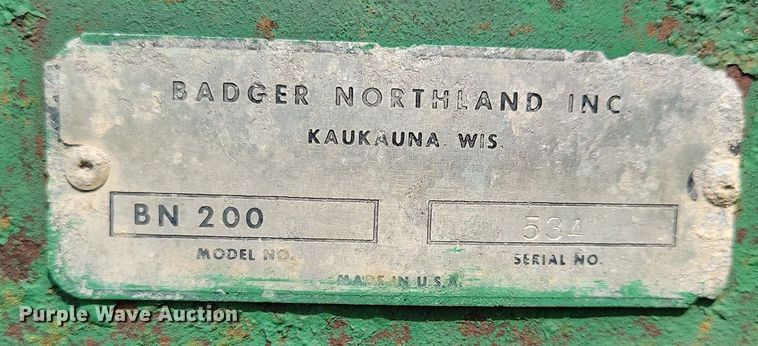 BADGER NORTHLAND INC.
KAUKAUNA. WIS.
BN 200
534
MODEL NO.
SERIAL NO.
MADE IN U.S.A.
Purple Wave Auction